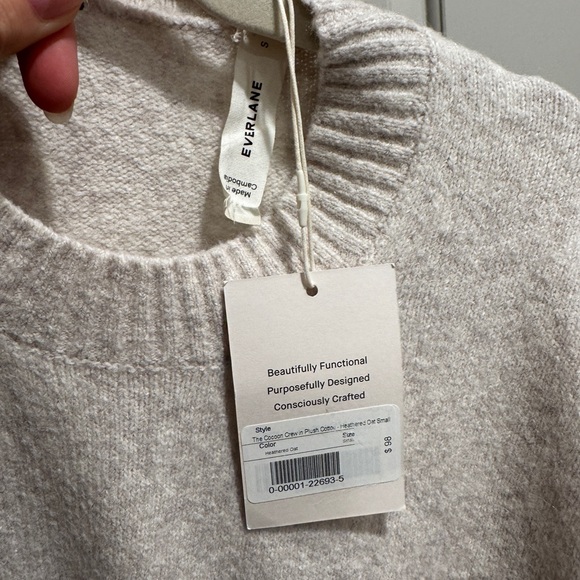 S
EVERLANE
Made in
Cambodia
Beautifully Functional
Purposefully Designed
Consciously Crafted
Style
The Cocoon Crew in Plush Cotton - Heathered Oat Small
Color Size
Heathered Oat SMALL
$ 98
0-00001-22693-5